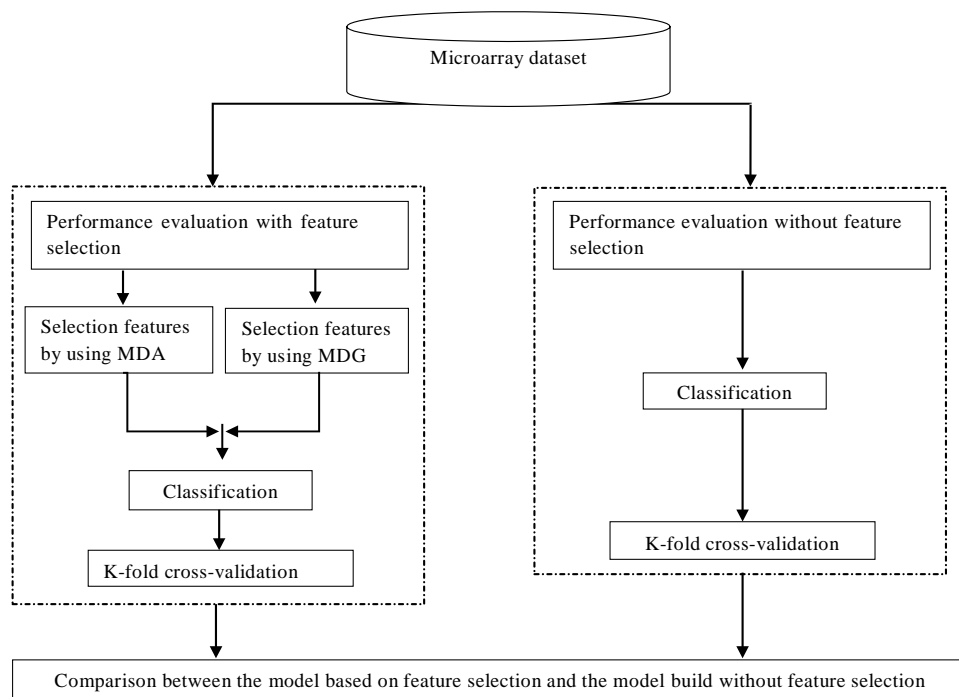 Microarray dataset
Performance evaluation with feature
selection
Selection features
by using MDA
Selection features
by using MDG
Classification
K-fold cross-validation
Performance evaluation without feature
selection
Classification
K-fold cross-validation
Comparison between the model based on feature selection and the model build without feature selection